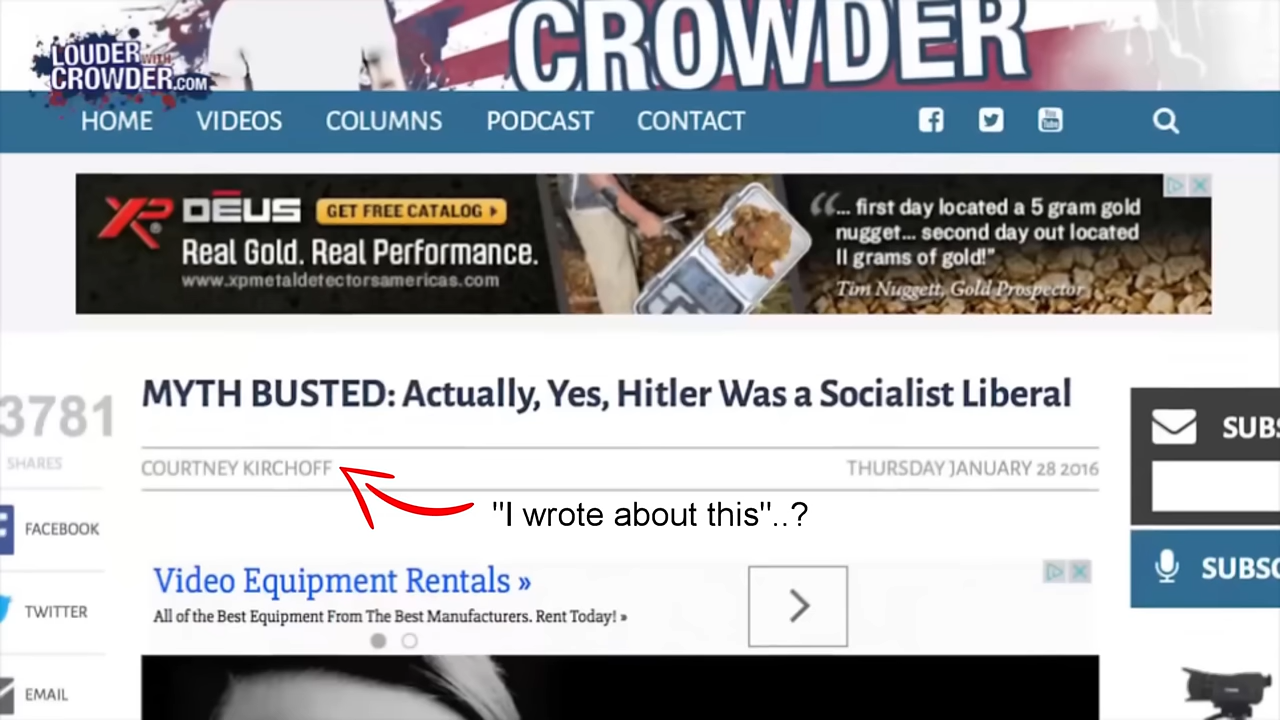 CROWDER
LOUDER WITH
CROWDER.COM
HOME VIDEOS COLUMNS PODCAST CONTACT
You
Tube
XP DEUS GET FREE CATALOG
Real Gold. Real Performance.
www.xpmetaldetectorsamericas.com
“... first day located a 5 gram gold
nugget... second day out located
11 grams of gold!"
Tim Nuggett, Gold Prospector
MYTH BUSTED: Actually, Yes, Hitler Was a Socialist Liberal
3781
SHARES
COURTNEY KIRCHOFF THURSDAY JANUARY 28 2016
"I wrote about this"..?
FACEBOOK
TWITTER
EMAIL
Video Equipment Rentals »
All of the Best Equipment From The Best Manufacturers. Rent Today! »
SUBS
SUBSC